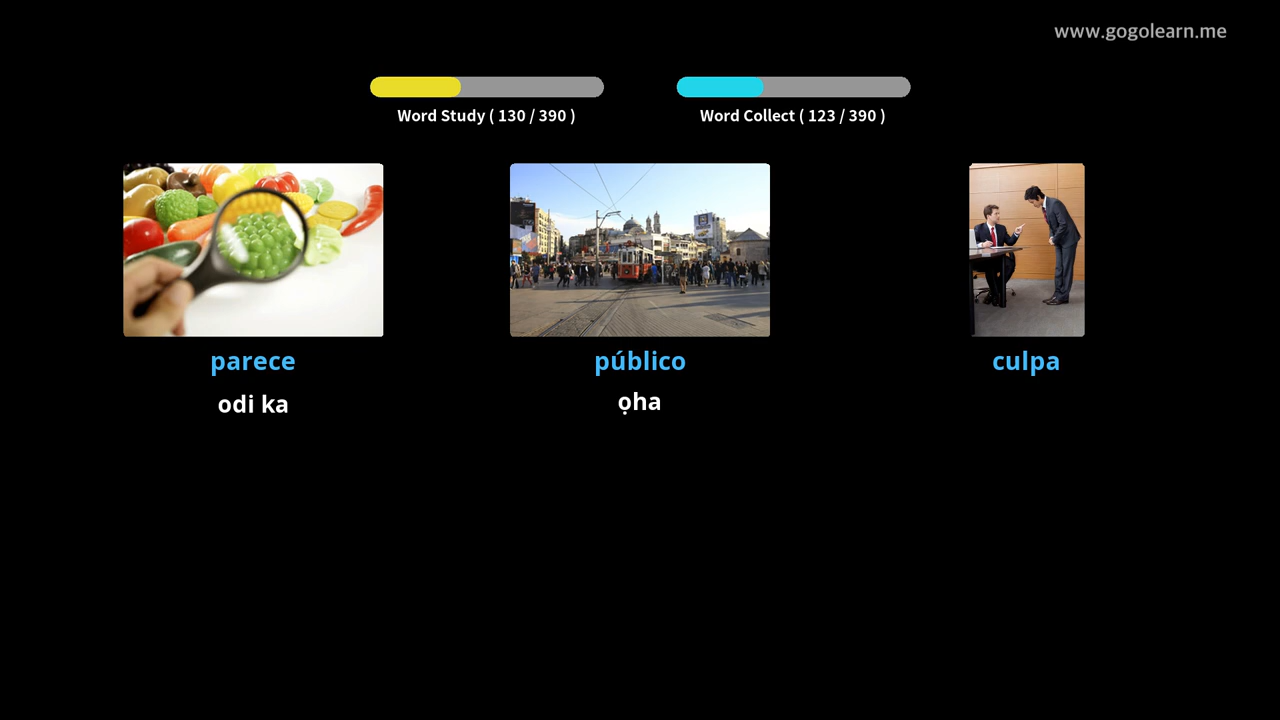 www.gogolearn.me
Word Study ( 130 / 390 )
Word Collect ( 123 / 390 )
parece
público
culpa
odi ka
ọha